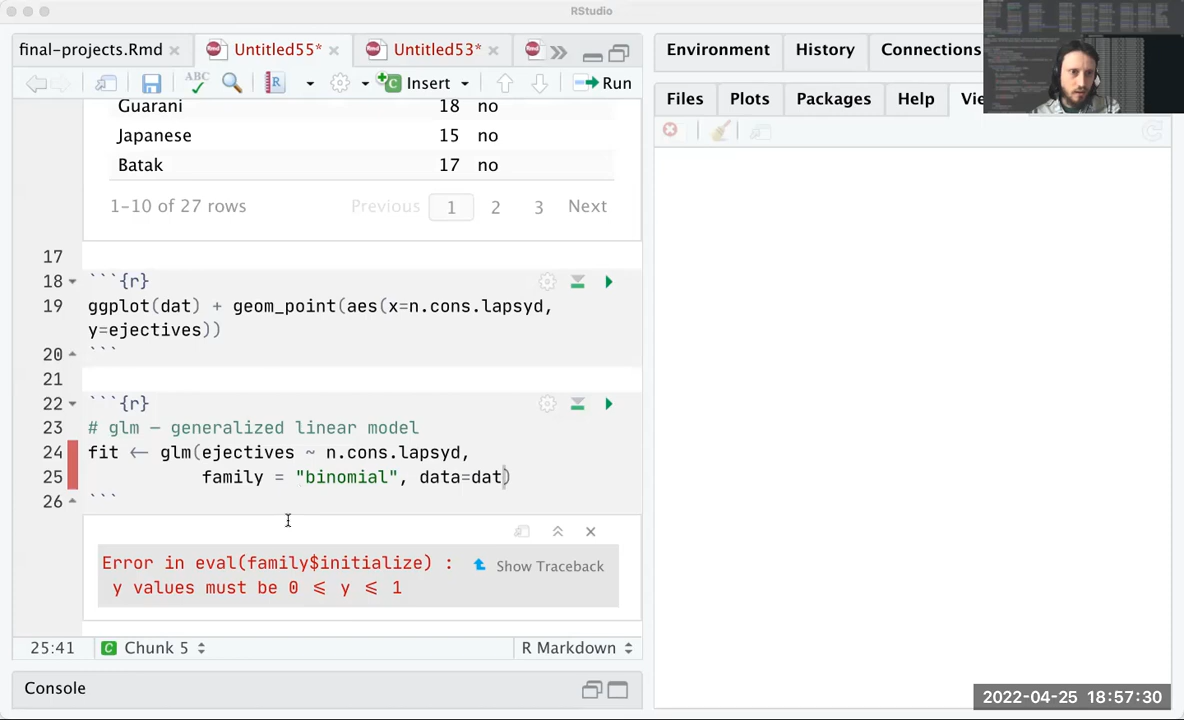 RStudio
final-projects.Rmd
Untitled55*
Untitled53*
Insert
Run
Guarani 18 no
Japanese 15 no
Batak 17 no
1-10 of 27 rows Previous 1 2 3 Next
17
18 ```{r}
19 ggplot(dat) + geom_point(aes(x=n.cons.lapsyd,
y=ejectives))
20 ```
21
22 ```{r}
23 # glm – generalized linear model
24 fit <- glm(ejectives ~ n.cons.lapsyd,
25 family = "binomial", data=dat)
26 ```
Error in eval(family$initialize) :
y values must be 0 <= y <= 1
Show Traceback
25:41 C Chunk 5 R Markdown
Console
Environment History Connections
Files Plots Packages Help
2022-04-25 18:57:30